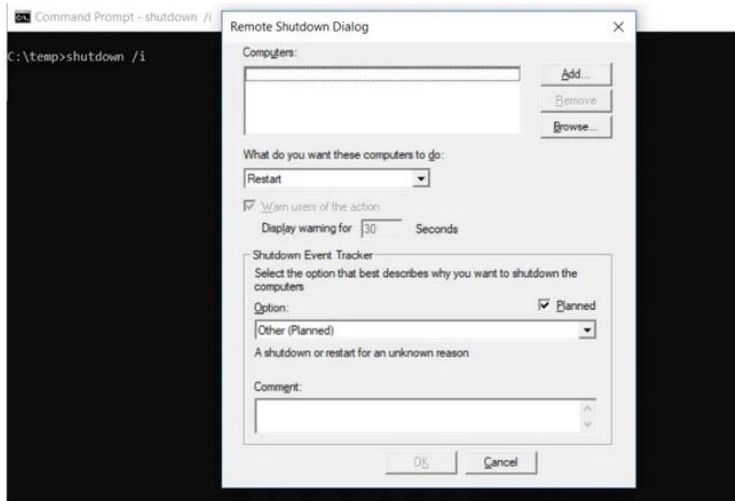 Command Prompt - shutdown /i
C:\temp>shutdown /i
Remote Shutdown Dialog
Computers:
Add...
Remove
Browse...
What do you want these computers to do:
Restart
Warn users of the action
Display warning for 30 Seconds
Shutdown Event Tracker
Select the option that best describes why you want to shutdown the
computers
Option:
Planned
Other (Planned)
A shutdown or restart for an unknown reason
Comment:
OK
Cancel